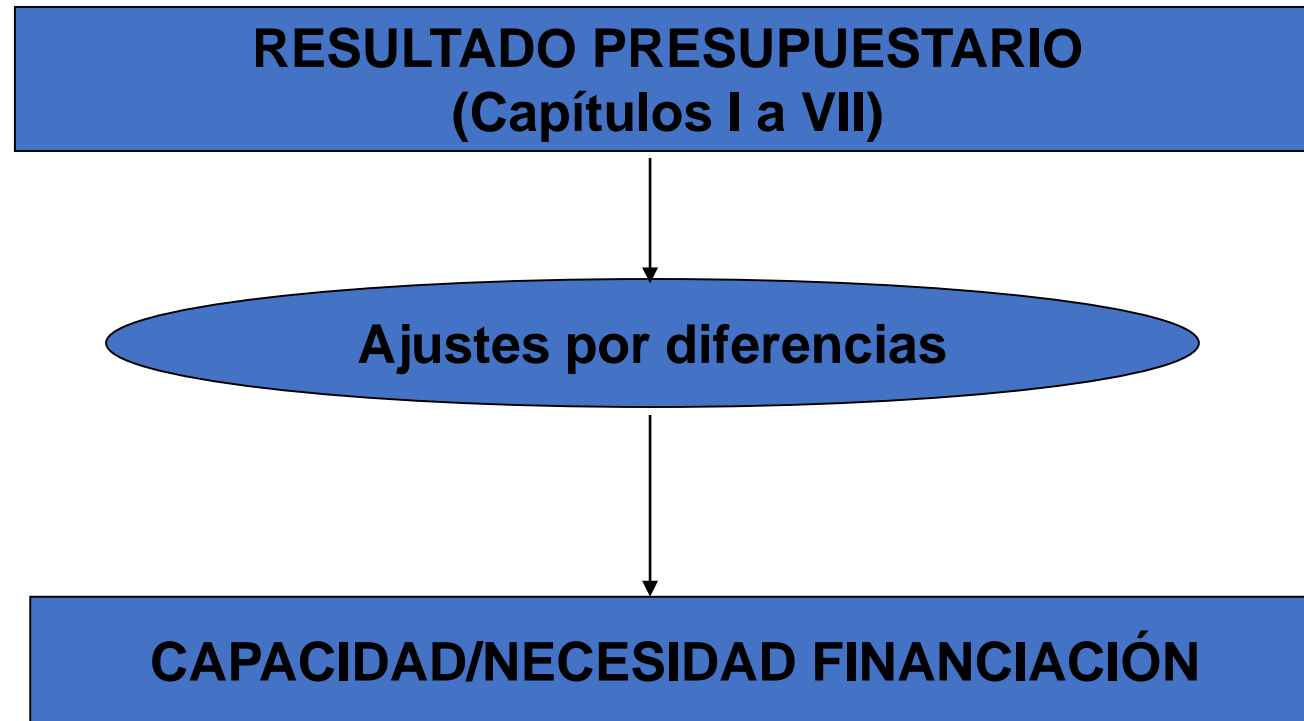 RESULTADO PRESUPUESTARIO
(Capítulos I a VII)
Ajustes por diferencias
CAPACIDAD/NECESIDAD FINANCIACIÓN